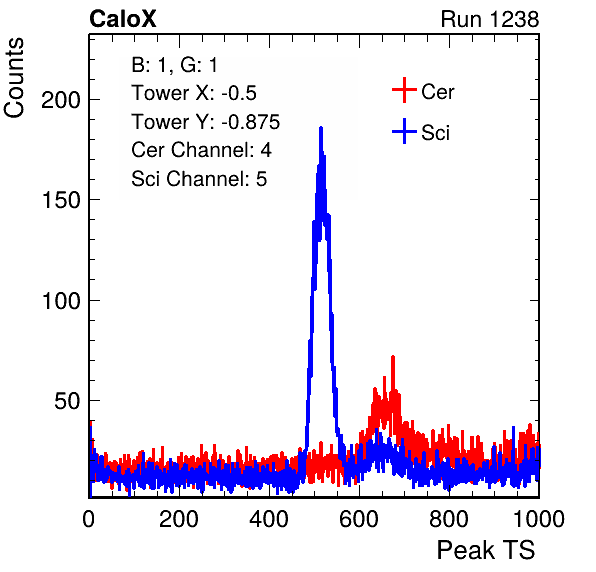 CaloX Run 1238
Counts
B: 1, G: 1
Tower X: -0.5
Tower Y: -0.875
Cer Channel: 4
Sci Channel: 5
Cer
Sci
200
150
100
50
0 200 400 600 800 1000
Peak TS